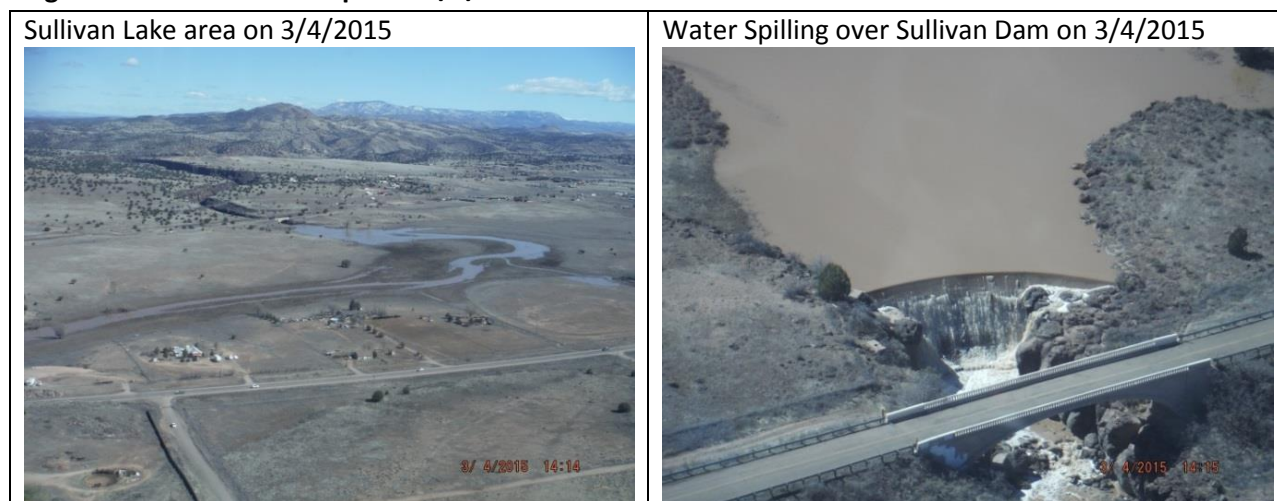 Sullivan Lake area on 3/4/2015
Water Spilling over Sullivan Dam on 3/4/2015
3/ 4/2015 14:14
3/ 4/2015 14:15